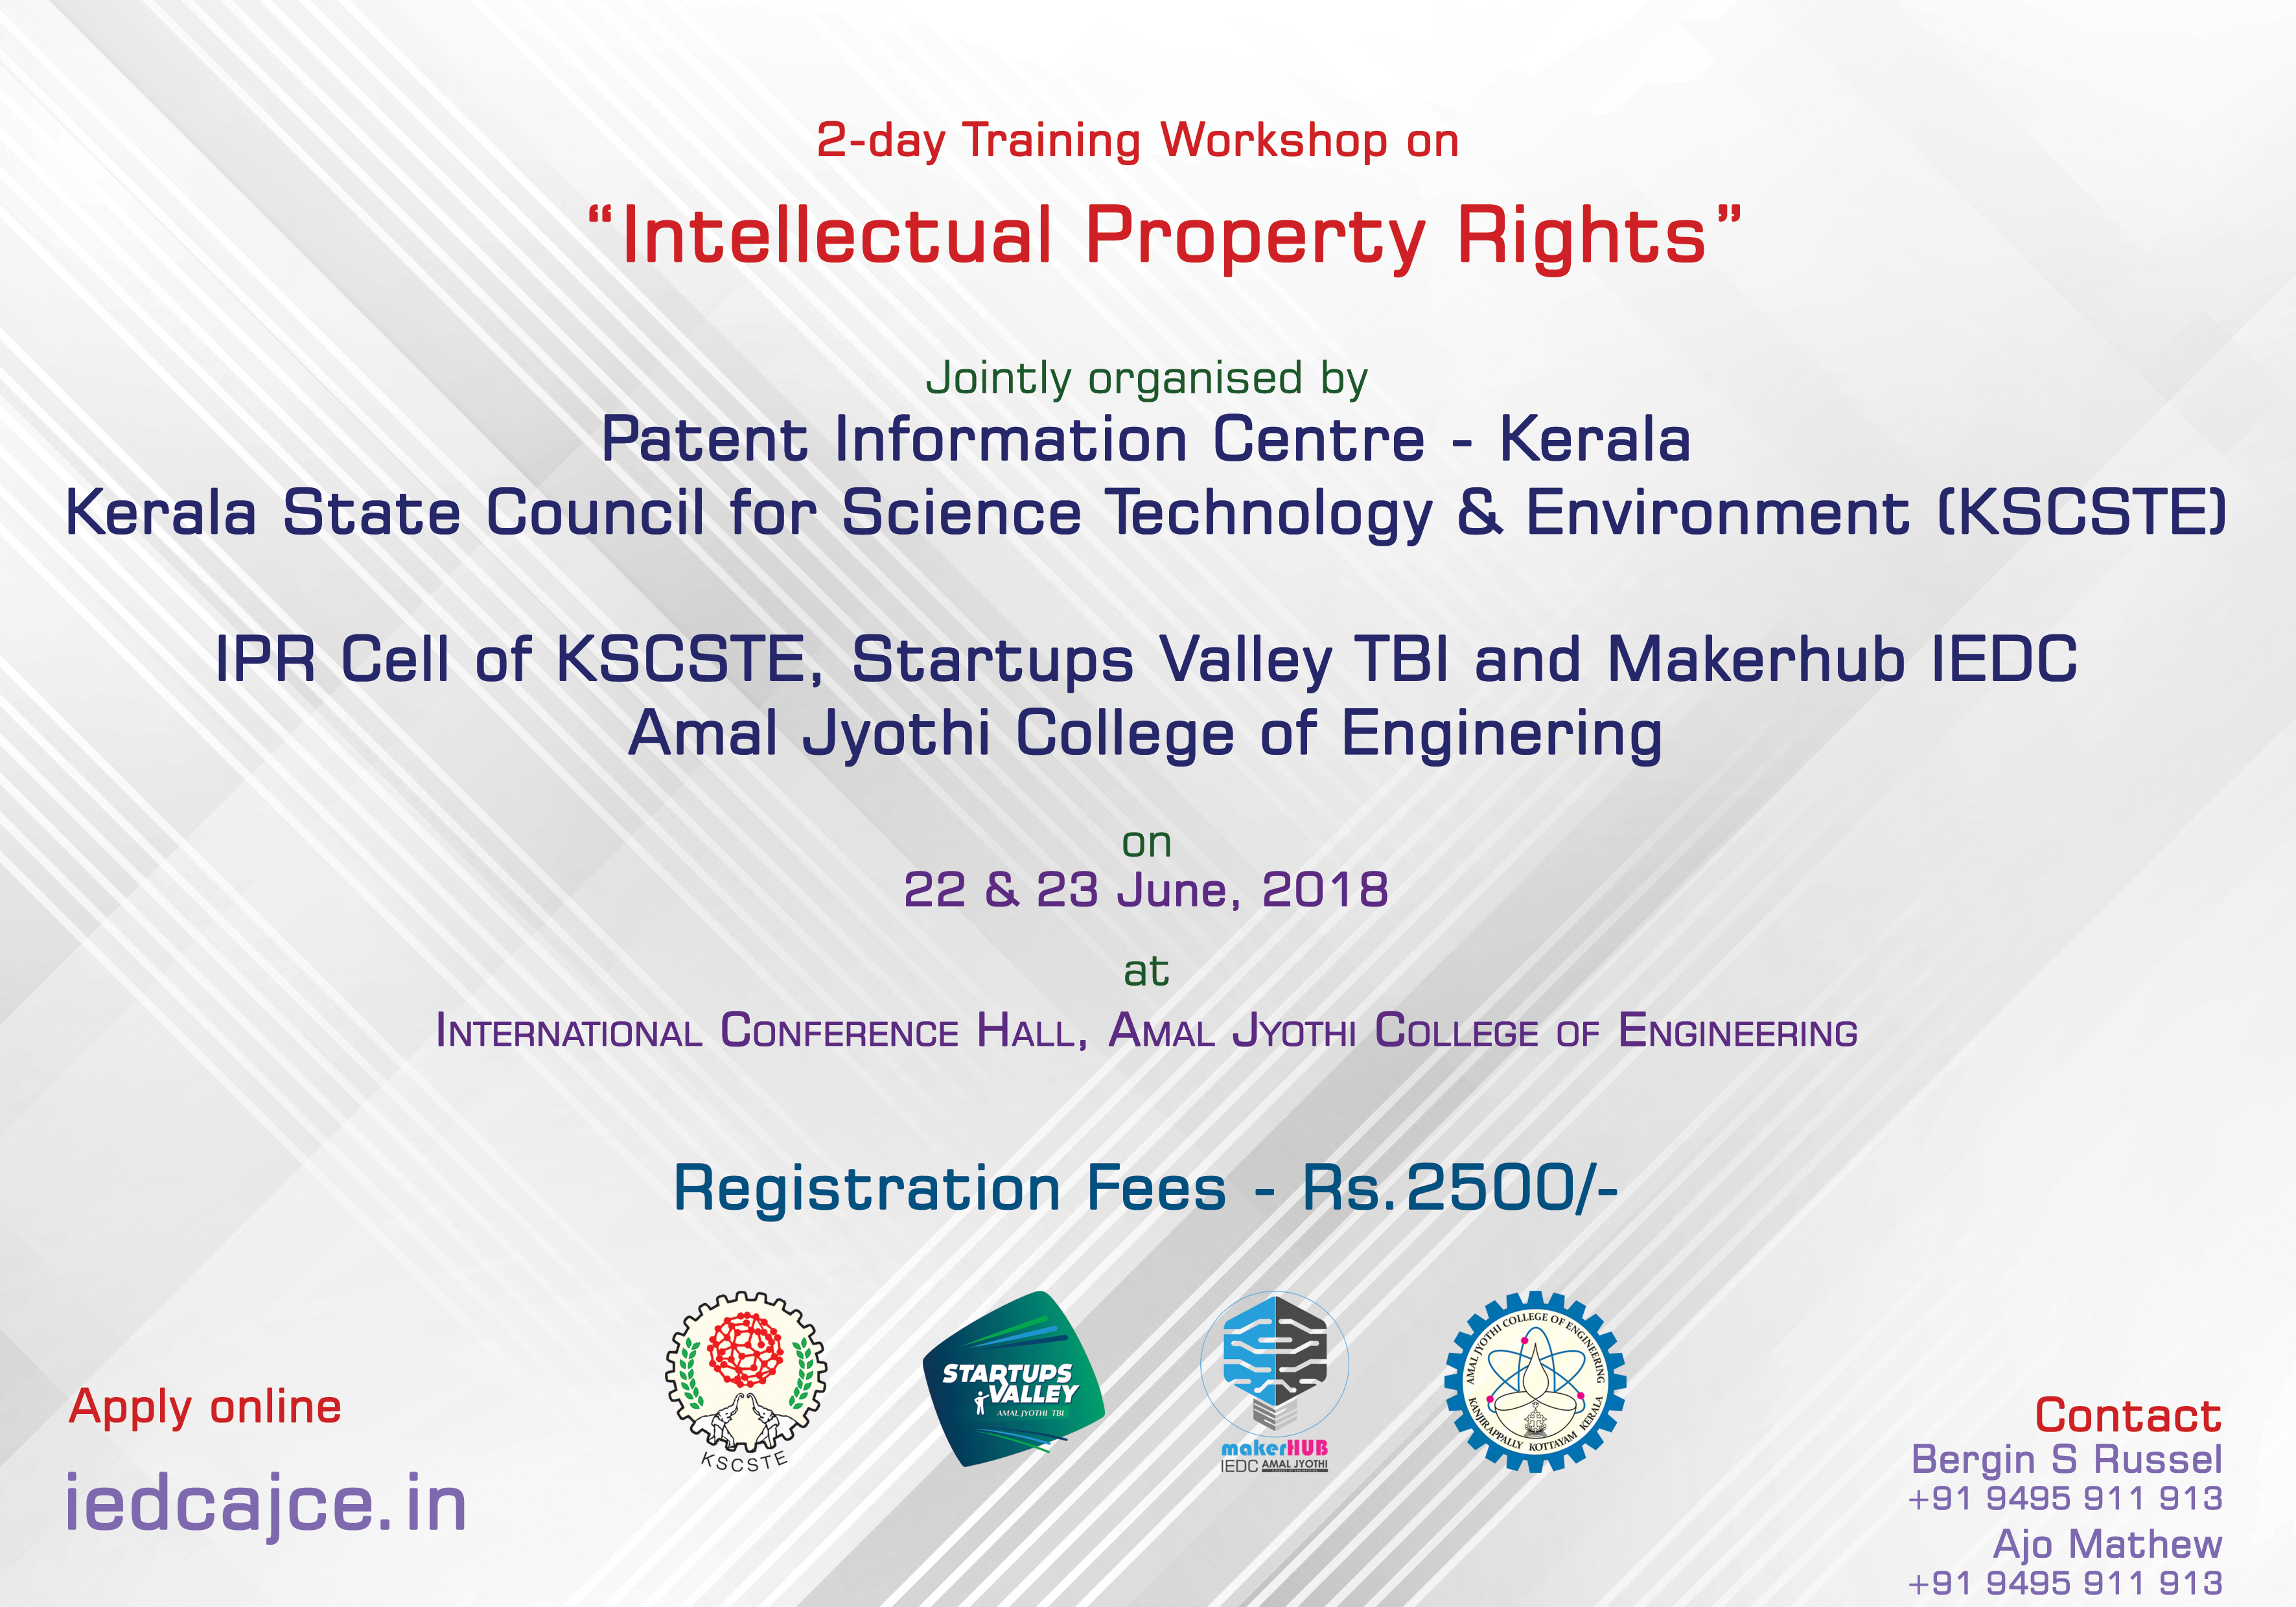 2-day Training Workshop on
“Intellectual Property Rights”
Jointly organised by
Patent Information Centre - Kerala
Kerala State Council for Science Technology & Environment (KSCSTE)
IPR Cell of KSCSTE, Startups Valley TBI and Makerhub IEDC
Amal Jyothi College of Enginering
on
22 & 23 June, 2018
at
International Conference Hall, Amal Jyothi College of Engineering
Registration Fees - Rs.2500/-
KSCSTE
STARTUPS
VALLEY
AMAL JYOTHI TBI
makerHUB
IEDC AMAL JYOTHI
AMAL JYOTHI COLLEGE OF ENGINEERING
KANJIRAPPALLY KOTTAYAM KERALA
Apply online
iedcajce.in
Contact
Bergin S Russel
+91 9495 911 913
Ajo Mathew
+91 9495 911 913